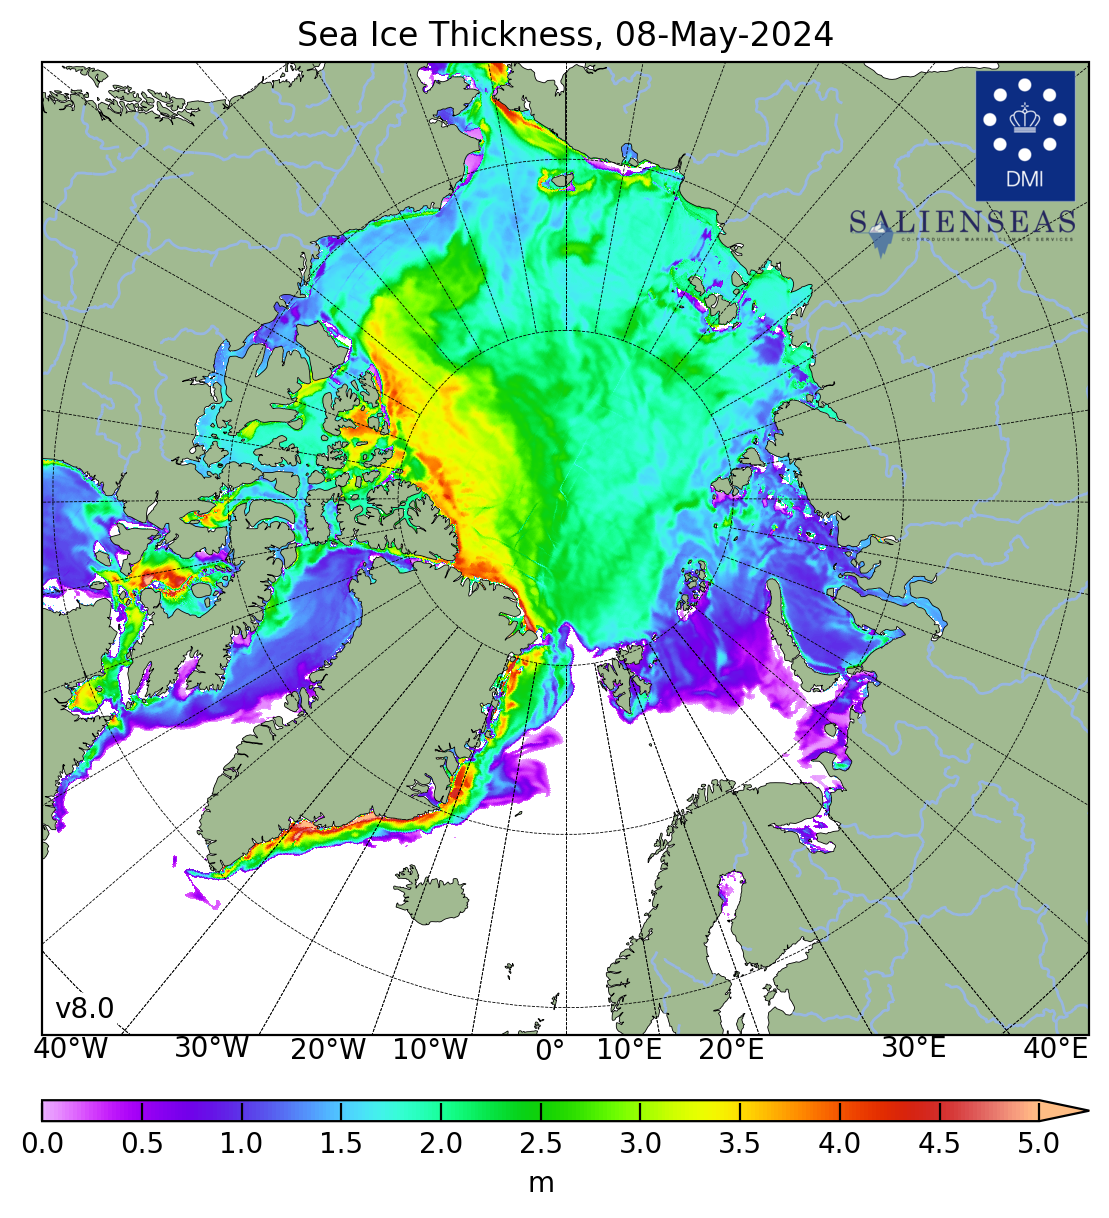 Sea Ice Thickness, 08-May-2024
DMI
SALIENSEAS
CO-PRODUCING MARINE CLIMATE SERVICES
v8.0
40°W 30°W 20°W 10°W 0° 10°E 20°E 30°E 40°E
0.0 0.5 1.0 1.5 2.0 2.5 3.0 3.5 4.0 4.5 5.0
m